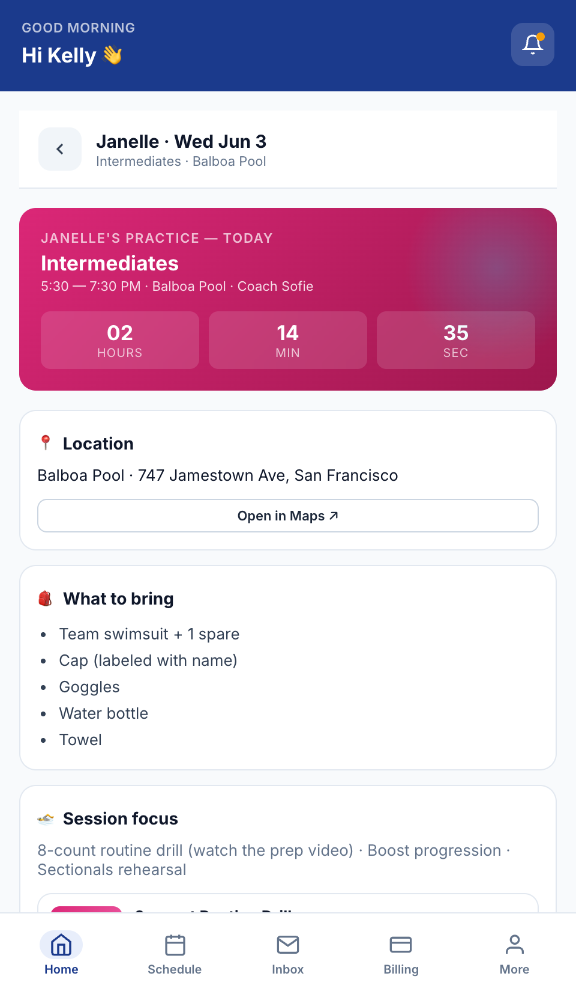 GOOD MORNING
Hi Kelly 👋
Janelle · Wed Jun 3
Intermediates · Balboa Pool
JANELLE'S PRACTICE — TODAY
Intermediates
5:30 — 7:30 PM · Balboa Pool · Coach Sofie
02
HOURS
14
MIN
35
SEC
📍 Location
Balboa Pool · 747 Jamestown Ave, San Francisco
Open in Maps ↗
🎒 What to bring
• Team swimsuit + 1 spare
• Cap (labeled with name)
• Goggles
• Water bottle
• Towel
Session focus
8-count routine drill (watch the prep video) · Boost progression ·
Sectionals rehearsal
Home
Schedule
Inbox
Billing
More